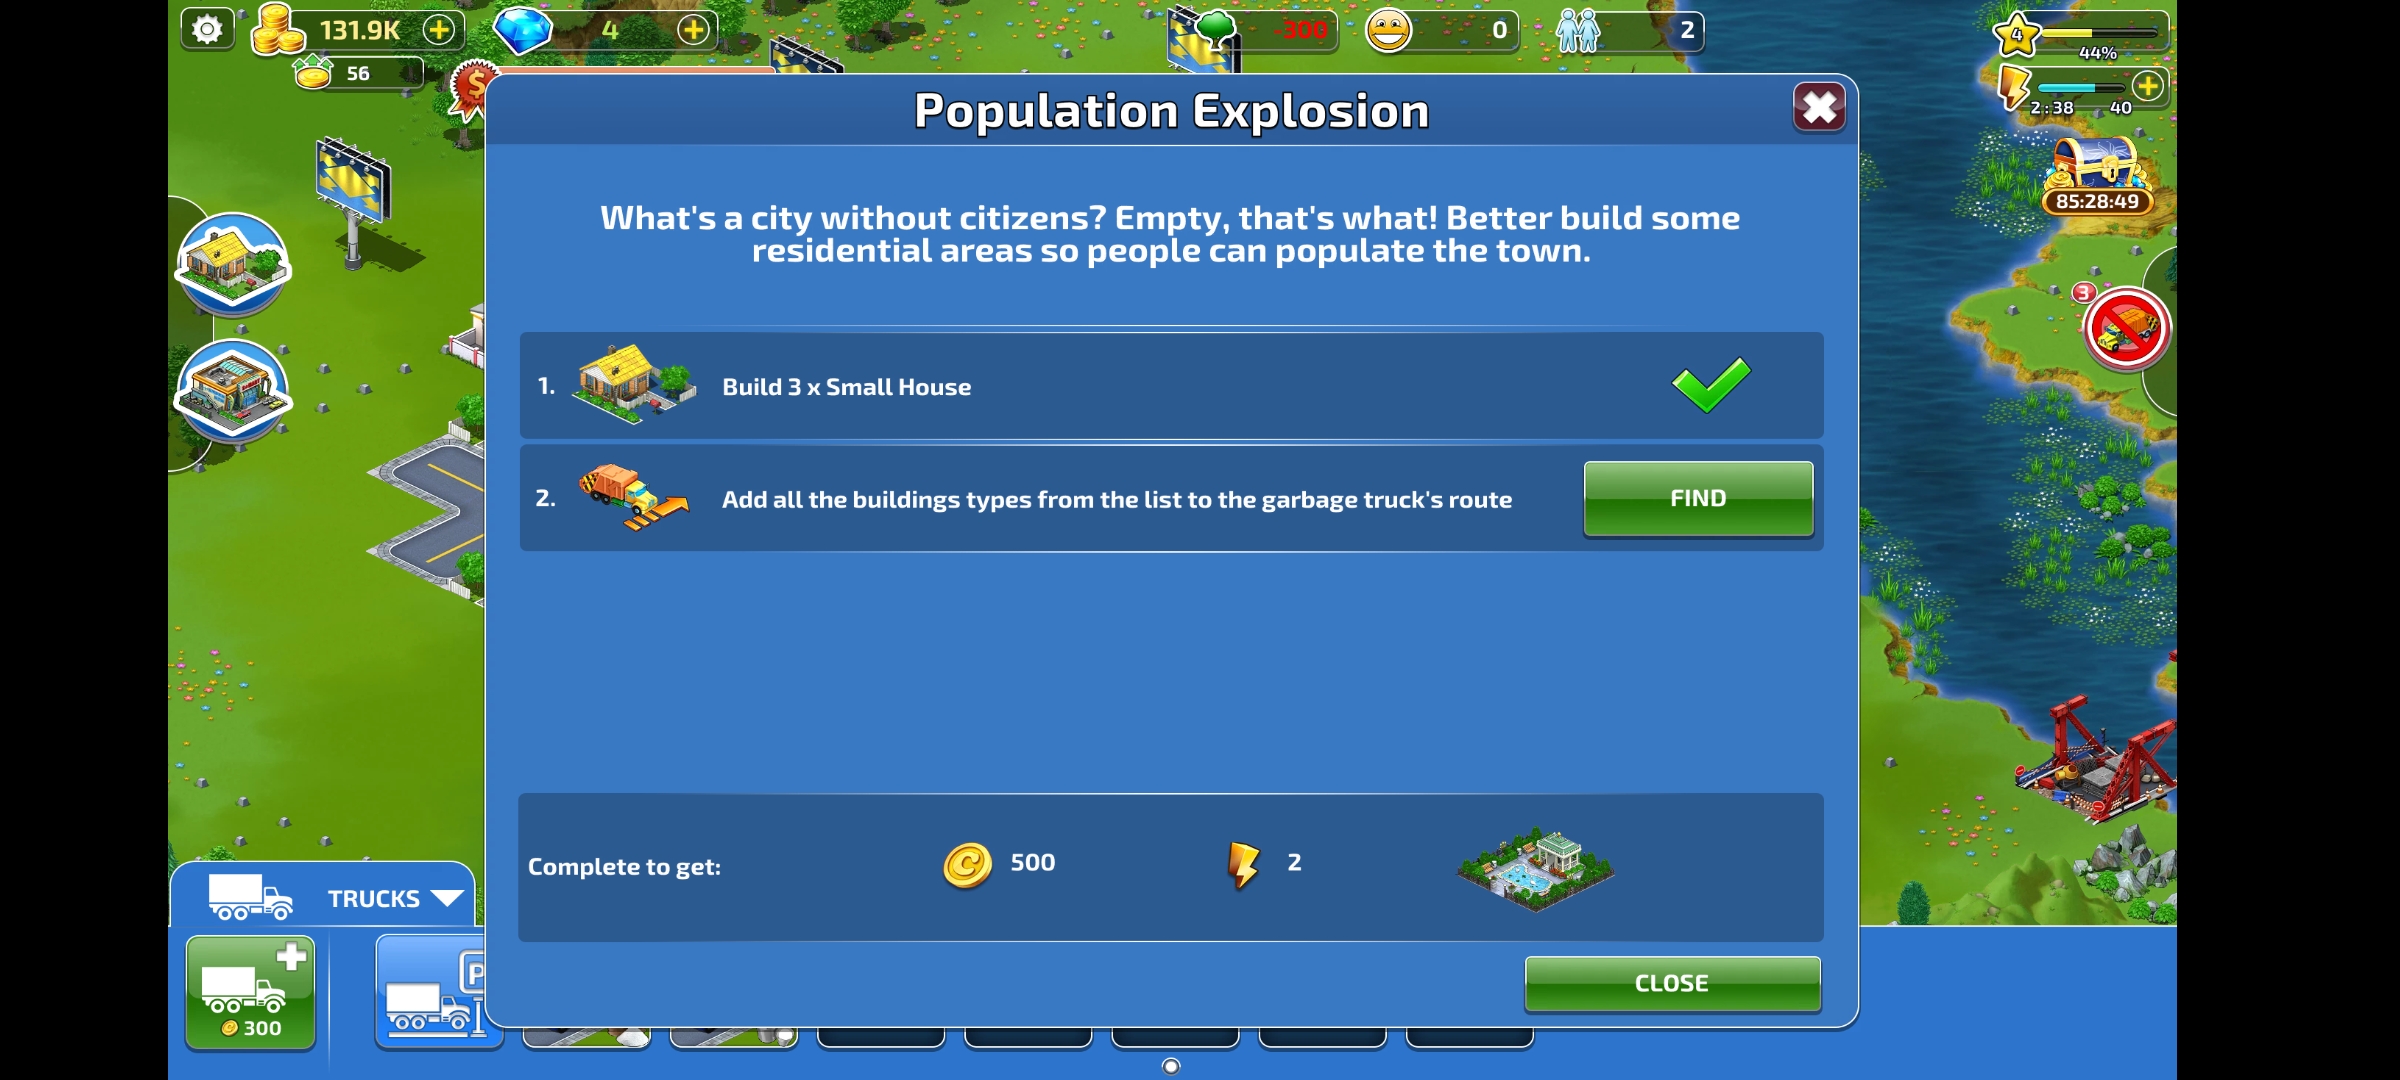 131.9K
4
-300
0
2
4
44%
56
2:38
40
85:28:49
3
Population Explosion
What's a city without citizens? Empty, that's what! Better build some
residential areas so people can populate the town.
1. Build 3 x Small House
2. Add all the buildings types from the list to the garbage truck's route
FIND
Complete to get:
500
2
CLOSE
TRUCKS
P
300